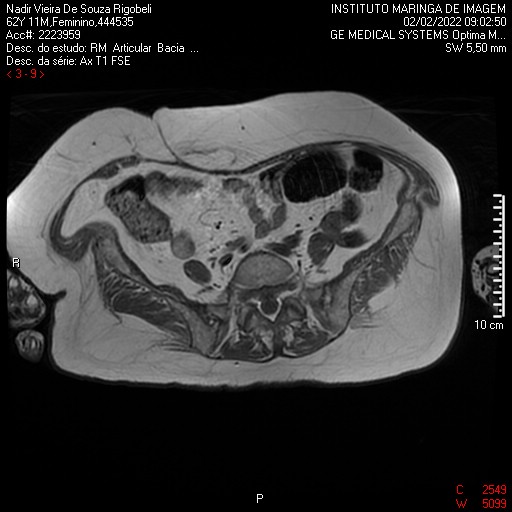 Nadir Vieira De Souza Rigobeli
62Y 11M,Feminino,444535
Acc#: 2223959
Desc. do estudo: RM Articular Bacia ...
Desc. da série: Ax T1 FSE
< 3 - 9 >
INSTITUTO MARINGA DE IMAGEM
02/02/2022 09:02:50
GE MEDICAL SYSTEMS Optima M...
SW 5,50 mm
R
10 cm
P
C 2549
W 5099